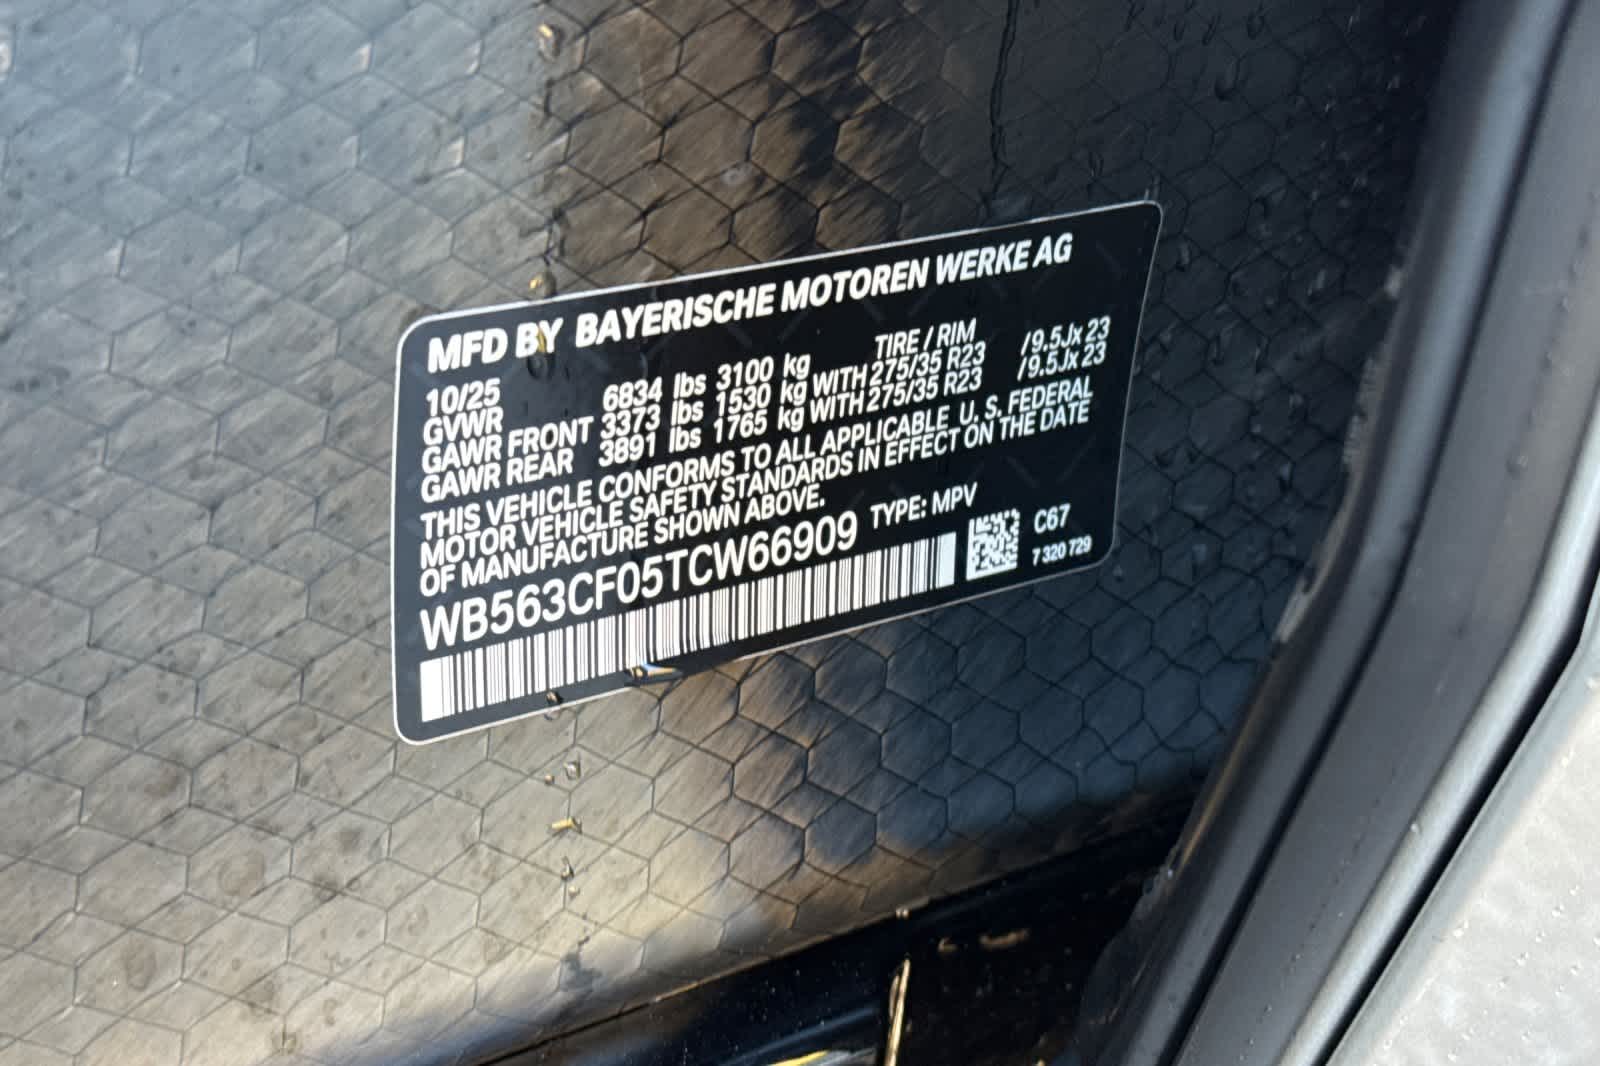 MFD BY BAYERISCHE MOTOREN WERKE AG
10/25 TIRE / RIM
GVWR 6834 lbs 3100 kg
GAWR FRONT 3373 lbs 1530 kg WITH 275/35 R23 /9.5Jx 23
GAWR REAR 3891 lbs 1765 kg WITH 275/35 R23 /9.5Jx 23
THIS VEHICLE CONFORMS TO ALL APPLICABLE U. S. FEDERAL
MOTOR VEHICLE SAFETY STANDARDS IN EFFECT ON THE DATE
OF MANUFACTURE SHOWN ABOVE.
WB563CF05TCW66909 TYPE: MPV
C67
7 320 729